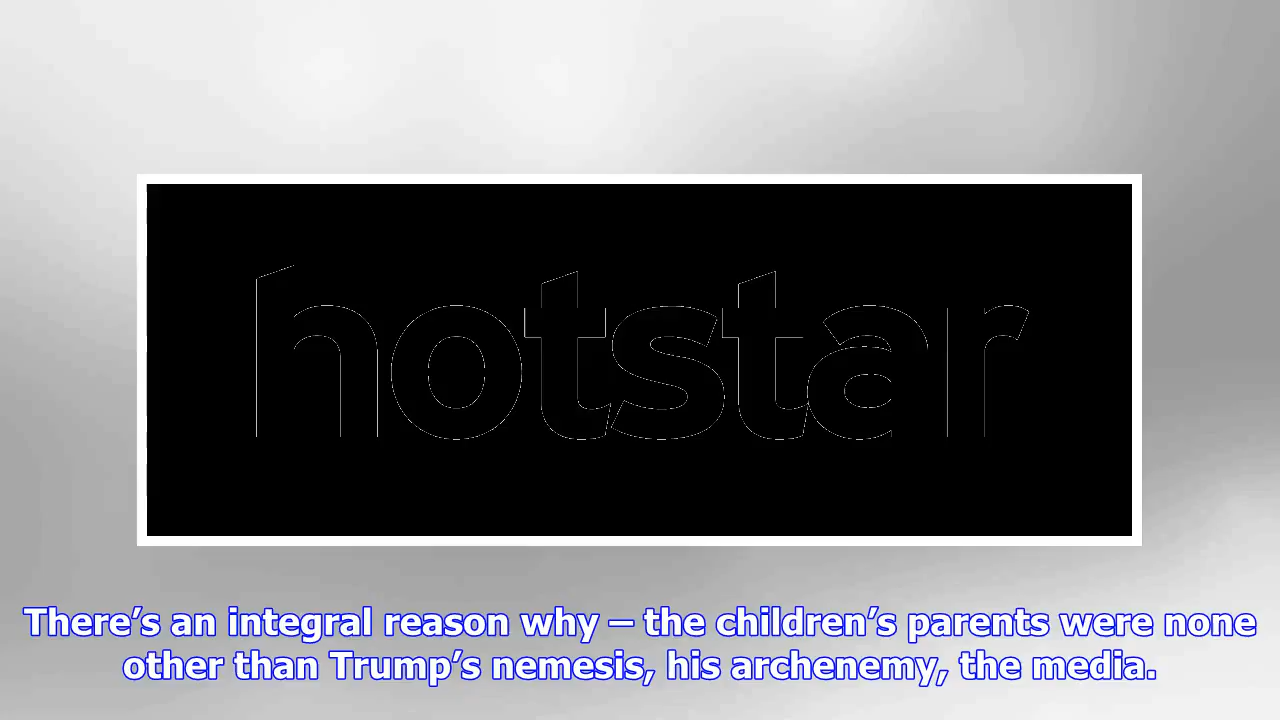 hotstar
There’s an integral reason why – the children’s parents were none
other than Trump’s nemesis, his archenemy, the media.